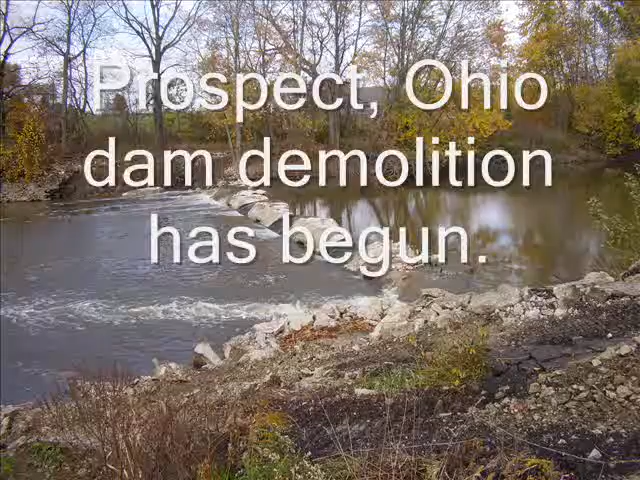 Prospect, Ohio
dam demolition
has begun.